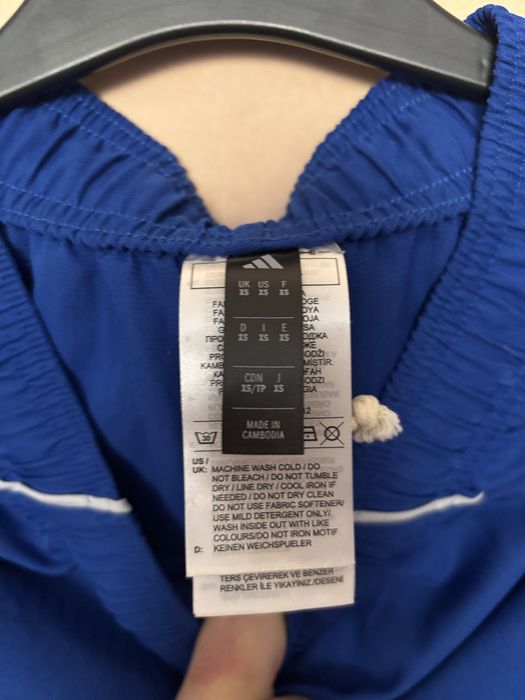 UK US F
XS XS XS
D I E
XS XS XS
CDN J
XS/TP XS
MADE IN
CAMBODIA
30
US /
UK: MACHINE WASH COLD / DO
NOT BLEACH / DO NOT TUMBLE
DRY / LINE DRY / COOL IRON IF
NEEDED / DO NOT DRY CLEAN
DO NOT USE FABRIC SOFTENER/
USE MILD DETERGENT ONLY/
WASH INSIDE OUT WITH LIKE
COLOURS/DO NOT IRON MOTIF
D: KEINEN WEICHSPUELER
TERS ÇEVIREREK VE BENZER
RENKLER İLE YIKAYINIZ./DESENI